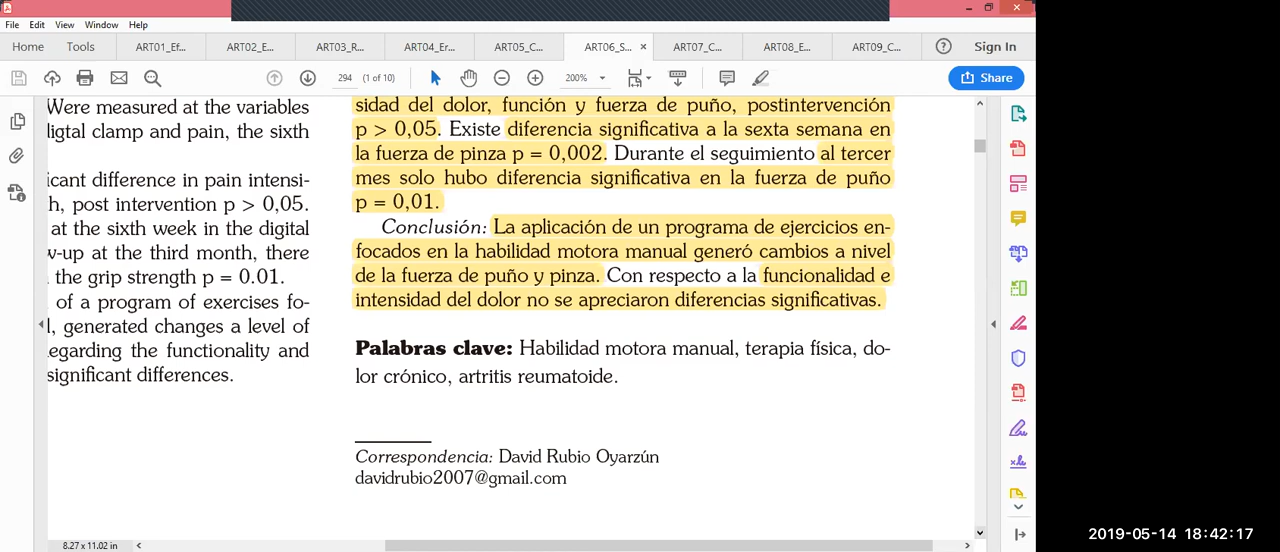 File Edit View Window Help
Home Tools ART01_Ef... ART02_E... ART03_R... ART04_Er... ART05_C... ART06_S... × ART07_C... ART08_E... ART09_C... Sign In
294 (1 of 10) 200% Share
Were measured at the variables
digtal clamp and pain, the sixth
icant difference in pain intensi-
h, post intervention p > 0,05.
at the sixth week in the digital
w-up at the third month, there
the grip strength p = 0.01.
of a program of exercises fo-
l, generated changes a level of
egarding the functionality and
significant differences.
sidad del dolor, función y fuerza de puño, postintervención
p > 0,05. Existe diferencia significativa a la sexta semana en
la fuerza de pinza p = 0,002. Durante el seguimiento al tercer
mes solo hubo diferencia significativa en la fuerza de puño
p = 0,01.
Conclusión: La aplicación de un programa de ejercicios en-
focados en la habilidad motora manual generó cambios a nivel
de la fuerza de puño y pinza. Con respecto a la funcionalidad e
intensidad del dolor no se apreciaron diferencias significativas.
Palabras clave: Habilidad motora manual, terapia física, do-
lor crónico, artritis reumatoide.
Correspondencia: David Rubio Oyarzún
davidrubio2007@gmail.com
8.27 x 11.02 in
2019-05-14 18:42:17